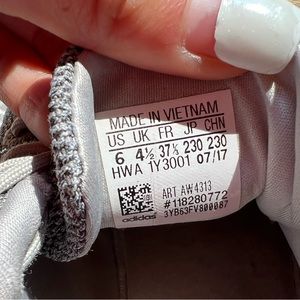 MADE IN VIETNAM
US UK FR JP CHN
6 4½ 37⅓ 230 230
HWA 1Y3001 07/17
ART AW4313
#118280772
adidas 3YB63FV800087